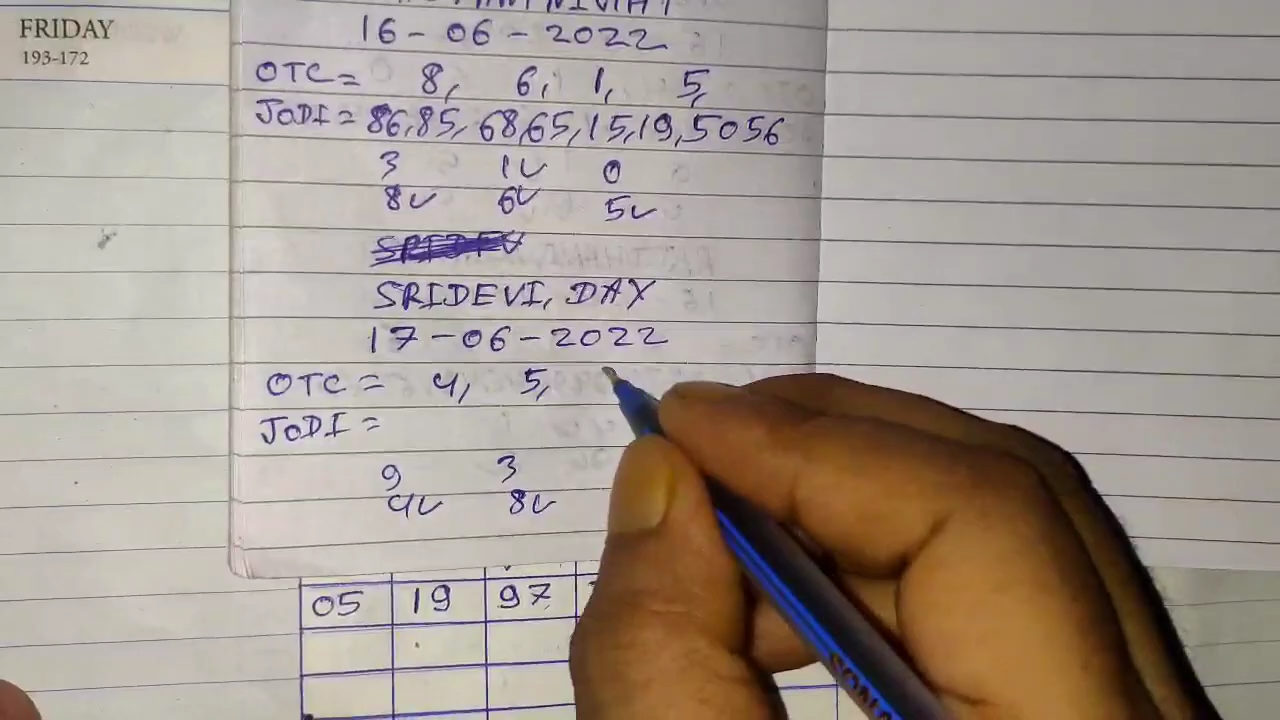 FRIDAY
193-172
16-06-2022
OTC= 8, 6, 1, 5,
JODI=86,85,68,65,15,19,5056
3 1✓ 0
8✓ 6✓ 5✓
SRIDEVI, DAY
17-06-2022
OTC = 4, 5,
JODI =
9 3
4✓ 8✓
05 19 97